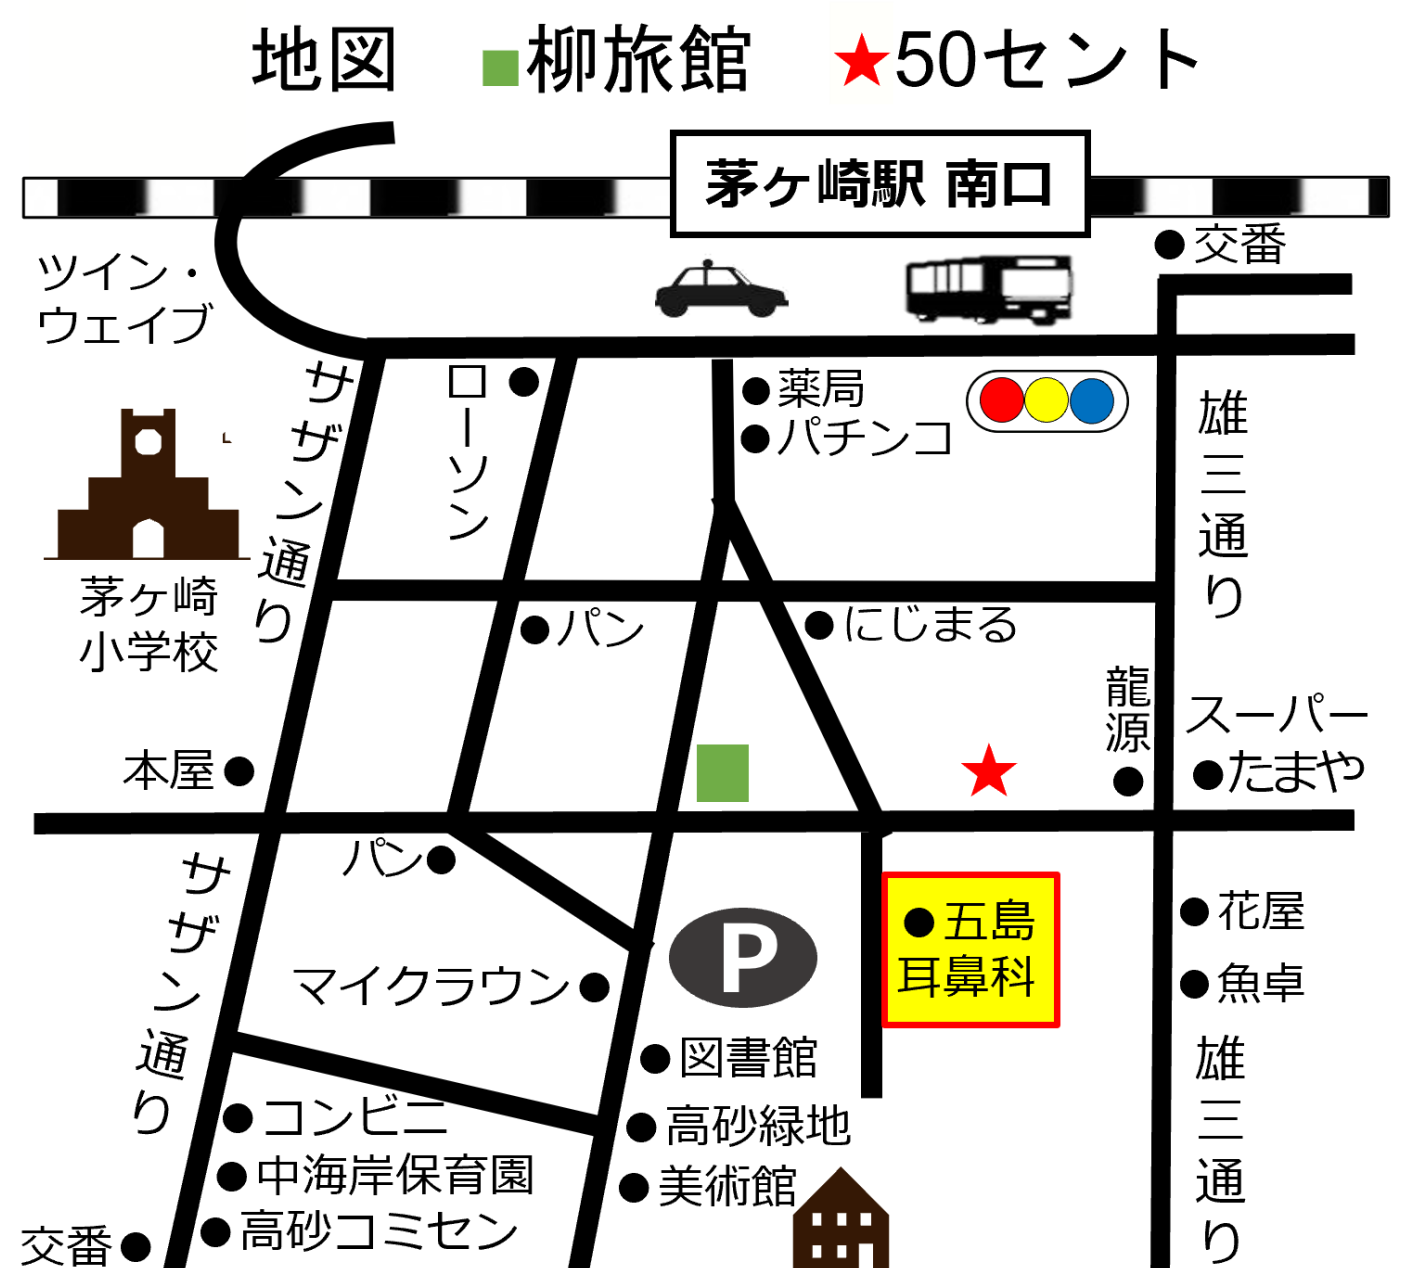 地図 ■柳旅館 ★50セント
茅ヶ崎駅 南口
●交番
ツイン・
ウェイブ
サザン通り
ローソン
●薬局
●パチンコ
雄三通り
茅ヶ崎
小学校
●パン
●にじまる
龍源
スーパー
●たまや
本屋●
パン●
サザン通り
P
●五島
耳鼻科
●花屋
●魚卓
マイクラウン●
●図書館
雄三通り
●コンビニ
●高砂緑地
●中海岸保育園
●美術館
●高砂コミセン
交番●